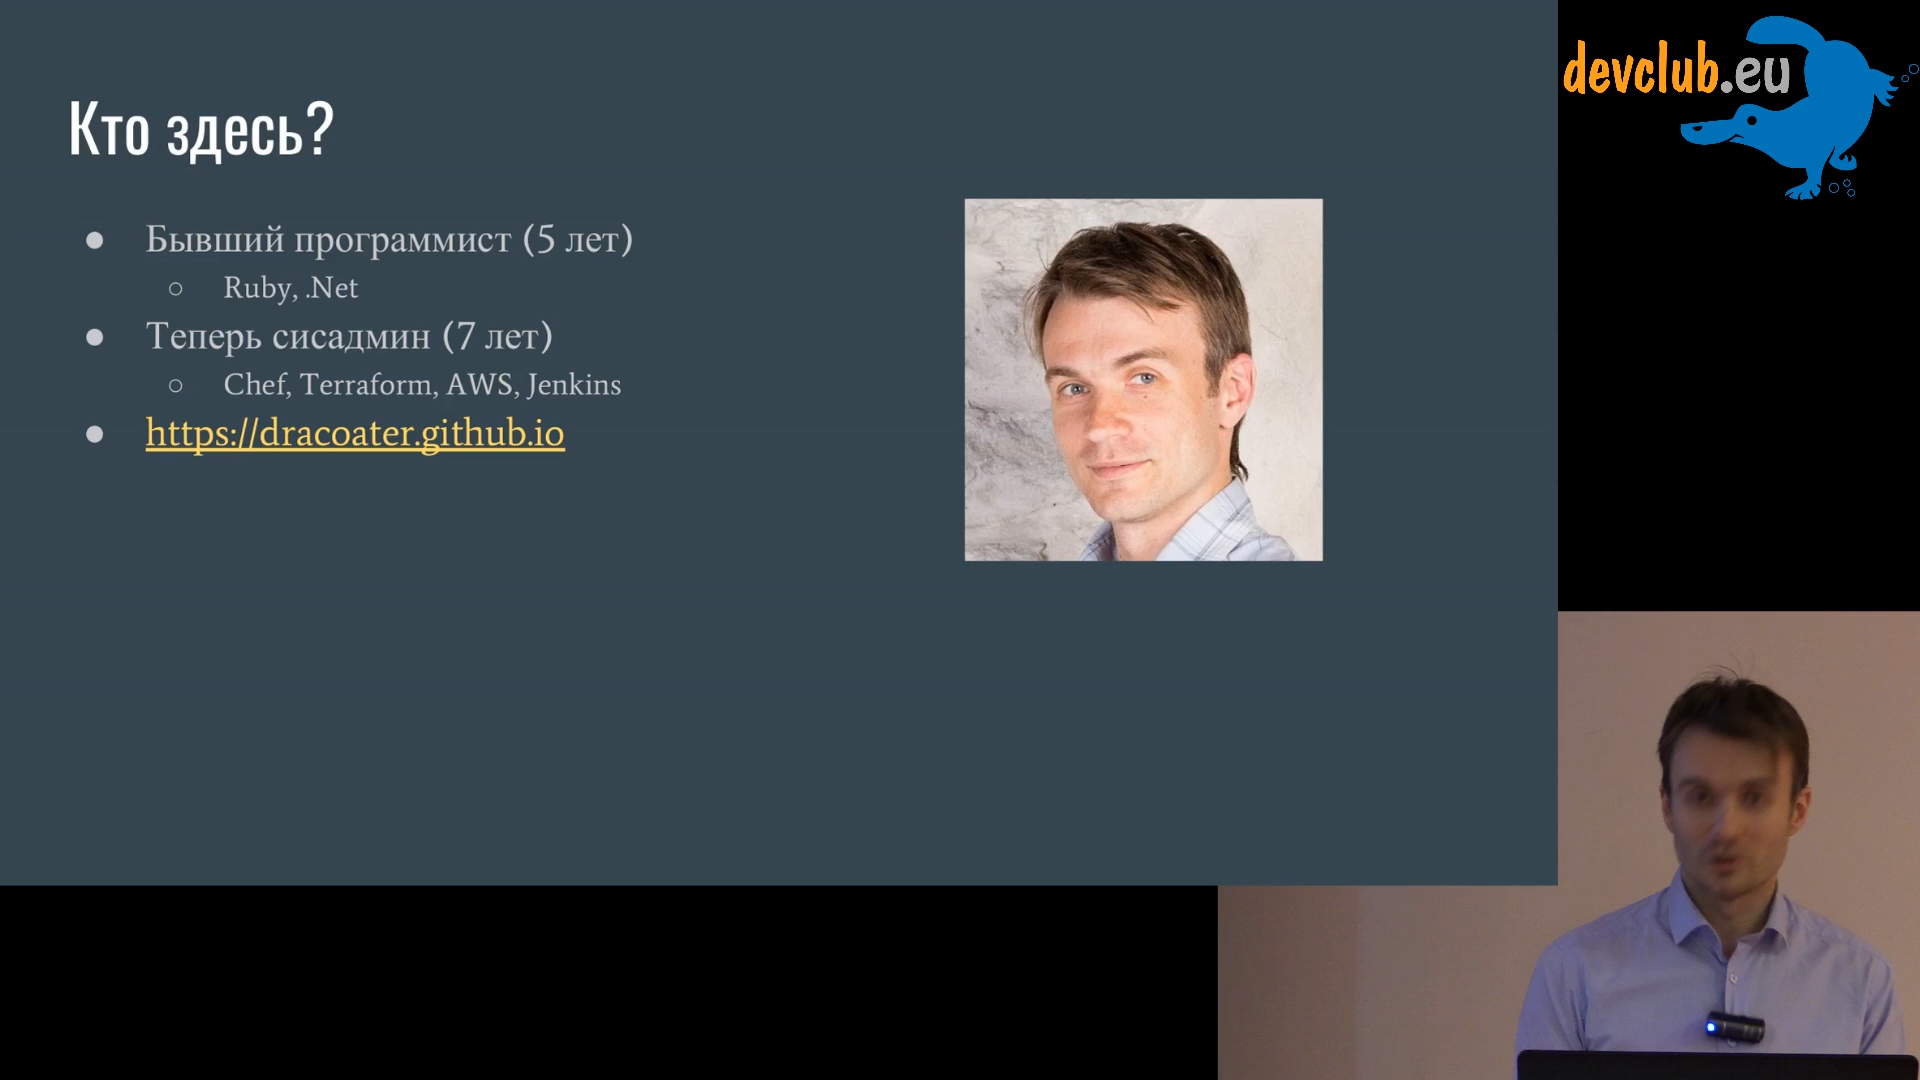 Кто здесь?
Бывший программист (5 лет)
Ruby, .Net
Теперь сисадмин (7 лет)
Chef, Terraform, AWS, Jenkins
https://dracoater.github.io
devclub.eu